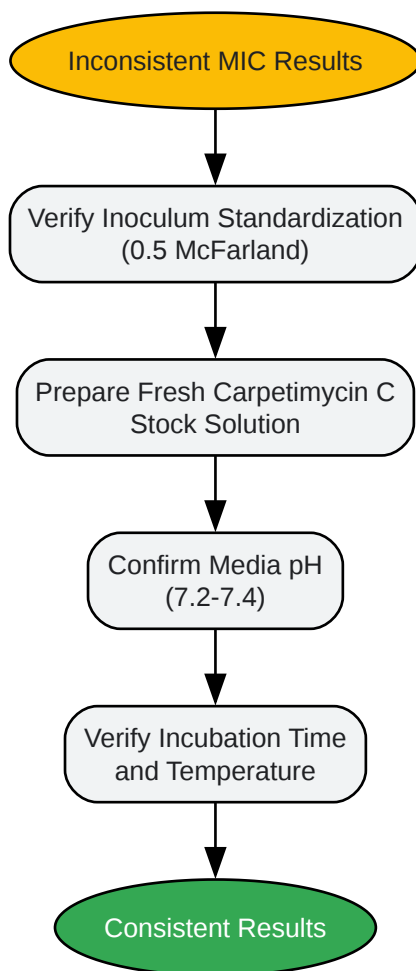 Inconsistent MIC Results
Verify Inoculum Standardization
(0.5 McFarland)
Prepare Fresh Carpetimycin C
Stock Solution
Confirm Media pH
(7.2-7.4)
Verify Incubation Time
and Temperature
Consistent Results